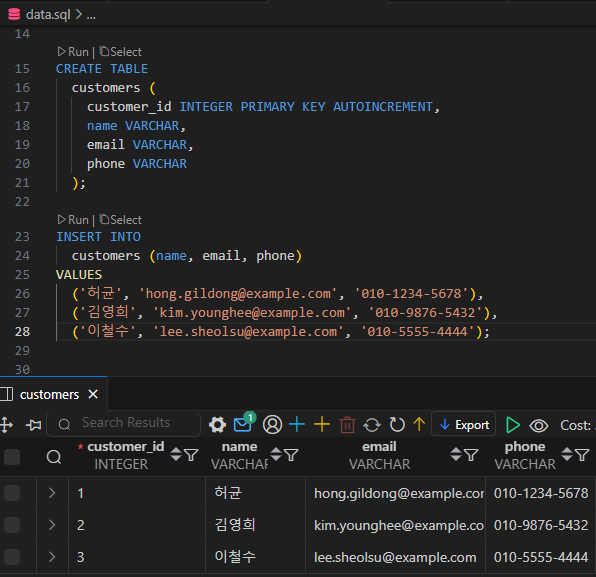 data.sql > ...
14
Run | Select
15 CREATE TABLE
16 customers (
17 customer_id INTEGER PRIMARY KEY AUTOINCREMENT,
18 name VARCHAR,
19 email VARCHAR,
20 phone VARCHAR
21 );
22
Run | Select
23 INSERT INTO
24 customers (name, email, phone)
25 VALUES
26 ('허균', 'hong.gildong@example.com', '010-1234-5678'),
27 ('김영희', 'kim.younghee@example.com', '010-9876-5432'),
28 ('이철수', 'lee.sheolsu@example.com', '010-5555-4444');
29
30
customers
Search Results 1 Export Cost:
* customer_id name email phone
INTEGER VARCHAR VARCHAR VARCHAR
1 허균 hong.gildong@example.com 010-1234-5678
2 김영희 kim.younghee@example.co 010-9876-5432
3 이철수 lee.sheolsu@example.com 010-5555-4444